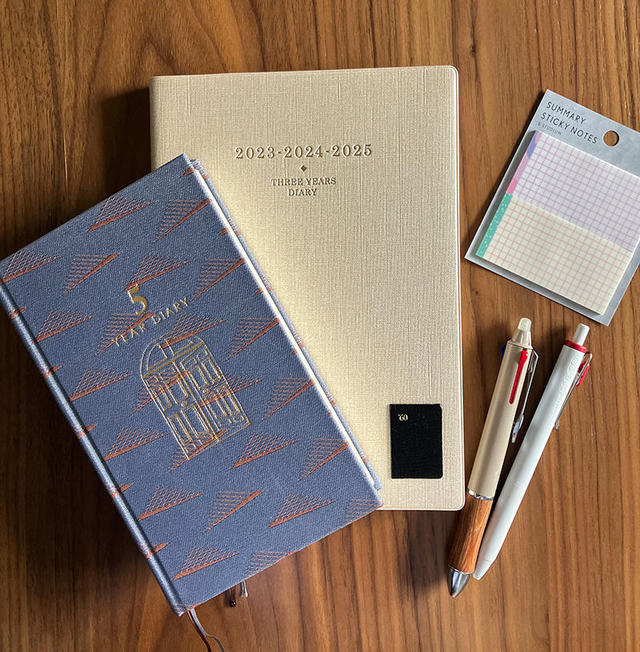 2023-2024-2025
THREE YEARS
DIARY
5
YEAR DIARY
SUMMARY
STICKY NOTES